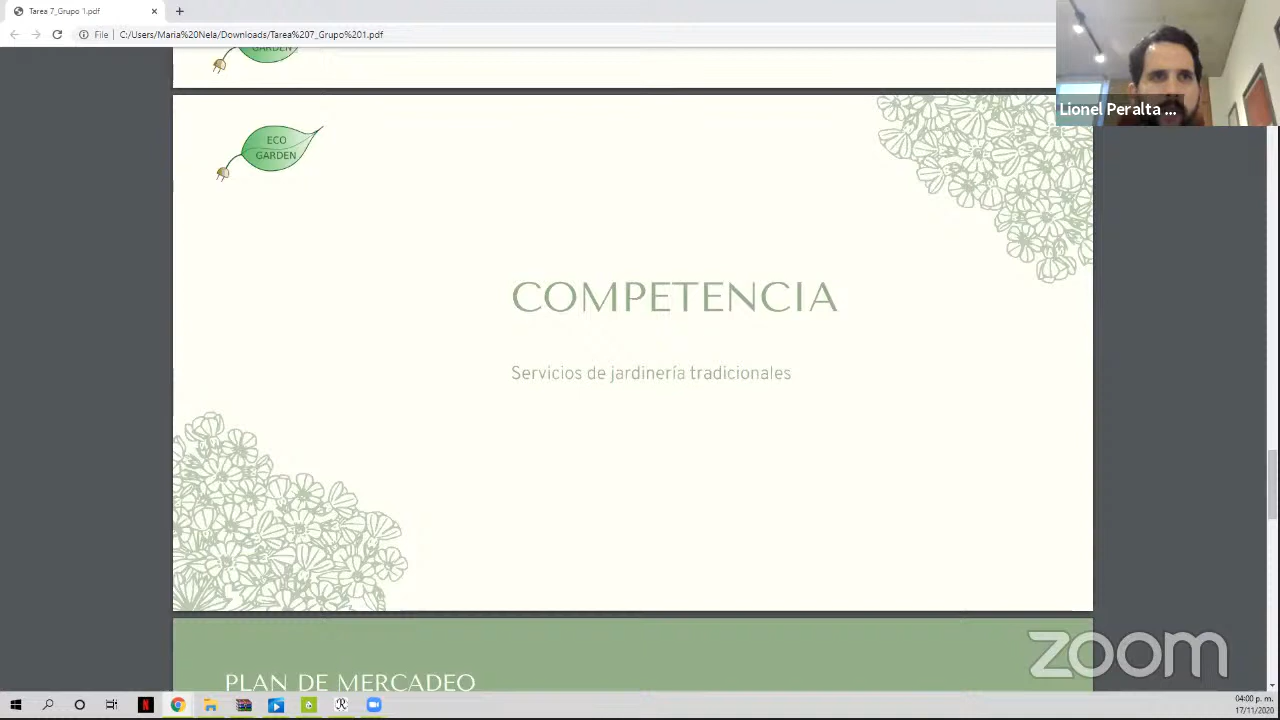 Tarea 7_Grupo 1.pdf
File | C:/Users/Maria%20Nela/Downloads/Tarea%207_Grupo%201.pdf
Lionel Peralta ...
GARDEN
ECO
GARDEN
COMPETENCIA
Servicios de jardinería tradicionales
PLAN DE MERCADEO
zoom
04:00 p. m.
17/11/2020